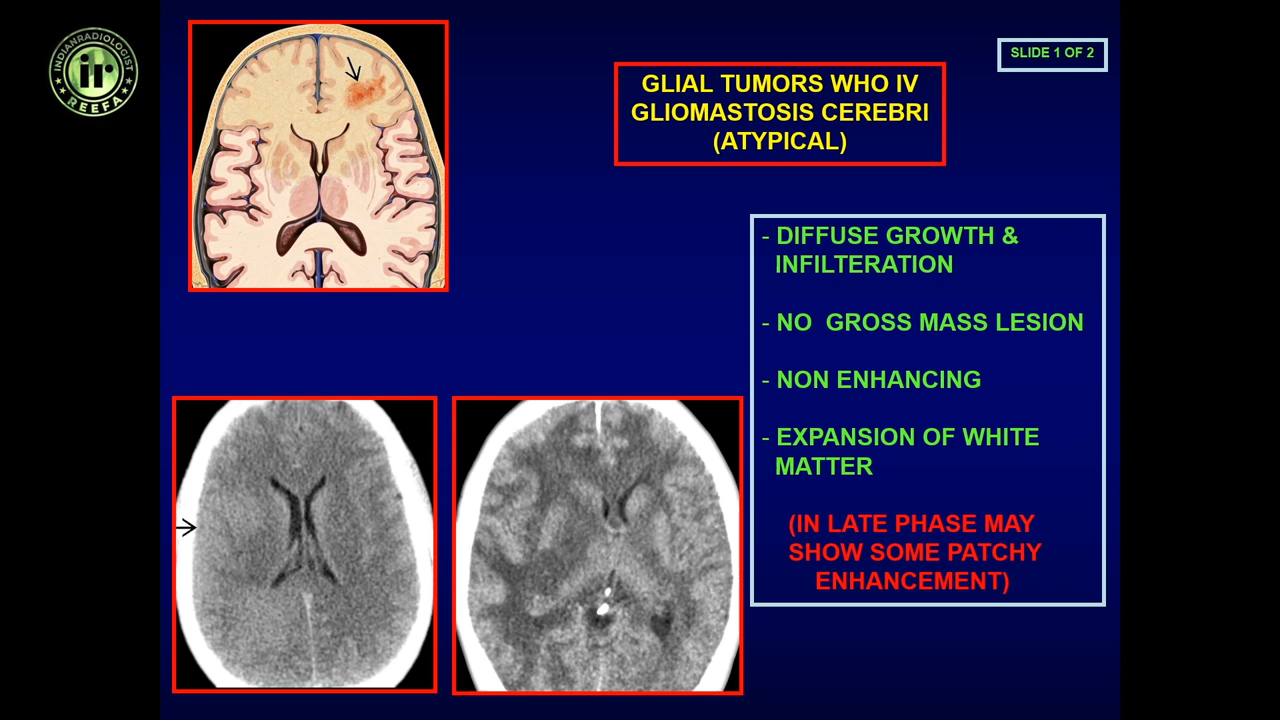 INDIANRADIOLOGIST
ir
REEFA
SLIDE 1 OF 2
GLIAL TUMORS WHO IV
GLIOMASTOSIS CEREBRI
(ATYPICAL)
- DIFFUSE GROWTH &
INFILTERATION
- NO GROSS MASS LESION
- NON ENHANCING
- EXPANSION OF WHITE
MATTER
(IN LATE PHASE MAY
SHOW SOME PATCHY
ENHANCEMENT)